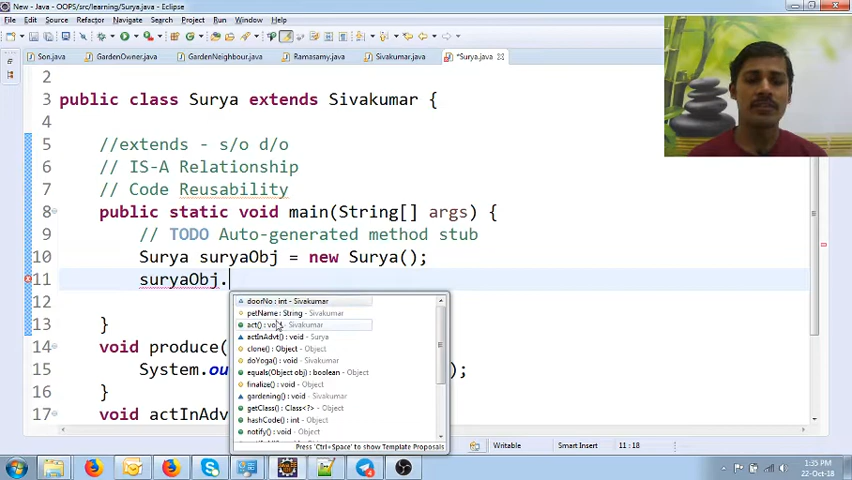 New - Java - OOPS/src/learning/Surya.java - Eclipse
File Edit Source Refactor Navigate Search Project Run Window Help
Son.java GardenOwner.java GardenNeighbour.java Ramasamy.java Sivakumar.java *Surya.java
2
3 public class Surya extends Sivakumar {
4
5 //extends - s/o d/o
6 // IS-A Relationship
7 // Code Reusability
8 public static void main(String[] args) {
9 // TODO Auto-generated method stub
10 Surya suryaObj = new Surya();
11 suryaObj.
12
doorNo : int - Sivakumar
petName : String - Sivakumar
act() : void - Sivakumar
actInAdvt() : void - Surya
clone() : Object - Object
doYoga() : void - Sivakumar
equals(Object obj) : boolean - Object
finalize() : void - Object
gardening() : void - Sivakumar
getClass() : Class<?> - Object
hashCode() : int - Object
notify() : void - Object
Press 'Ctrl+Space' to show Template Proposals
13 }
14 void produce(
15 System.ou );
16 }
17 void actInAdv
Writable Smart Insert 11 : 18
1:35 PM
22-Oct-18